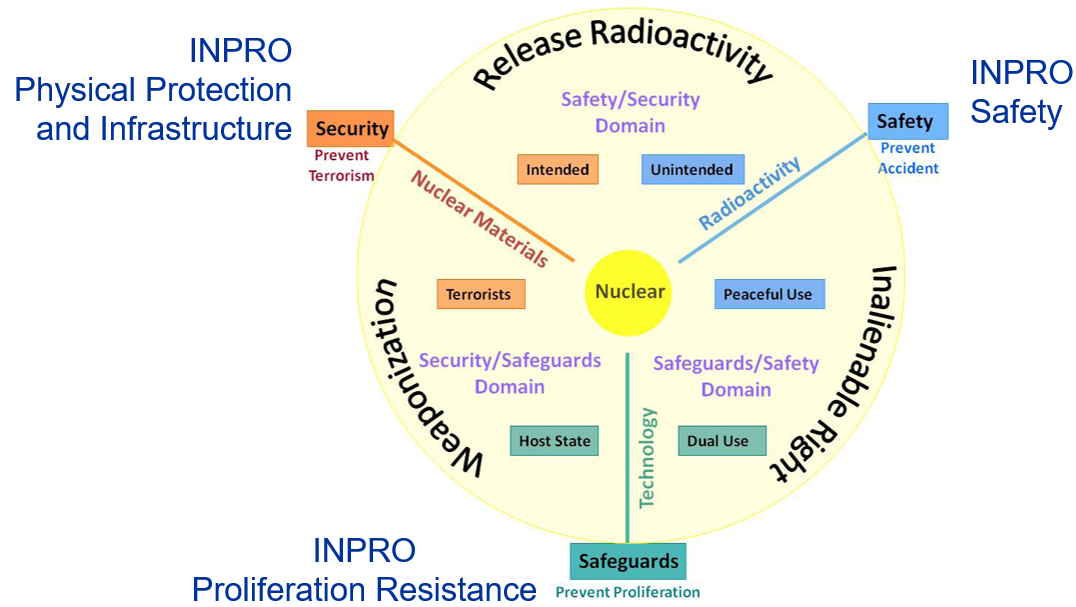 INPRO
Physical Protection
and Infrastructure
Release Radioactivity
INPRO
Safety
Security
Prevent
Terrorism
Safety/Security
Domain
Safety
Prevent
Accident
Intended
Unintended
Nuclear Materials
Radioactivity
Terrorists
Nuclear
Peaceful Use
Weaponization
Inalienable Right
Security/Safeguards
Domain
Safeguards/Safety
Domain
Host State
Technology
Dual Use
INPRO
Proliferation Resistance
Safeguards
Prevent Proliferation